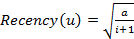 Recency(u) = √(a/(i+1))